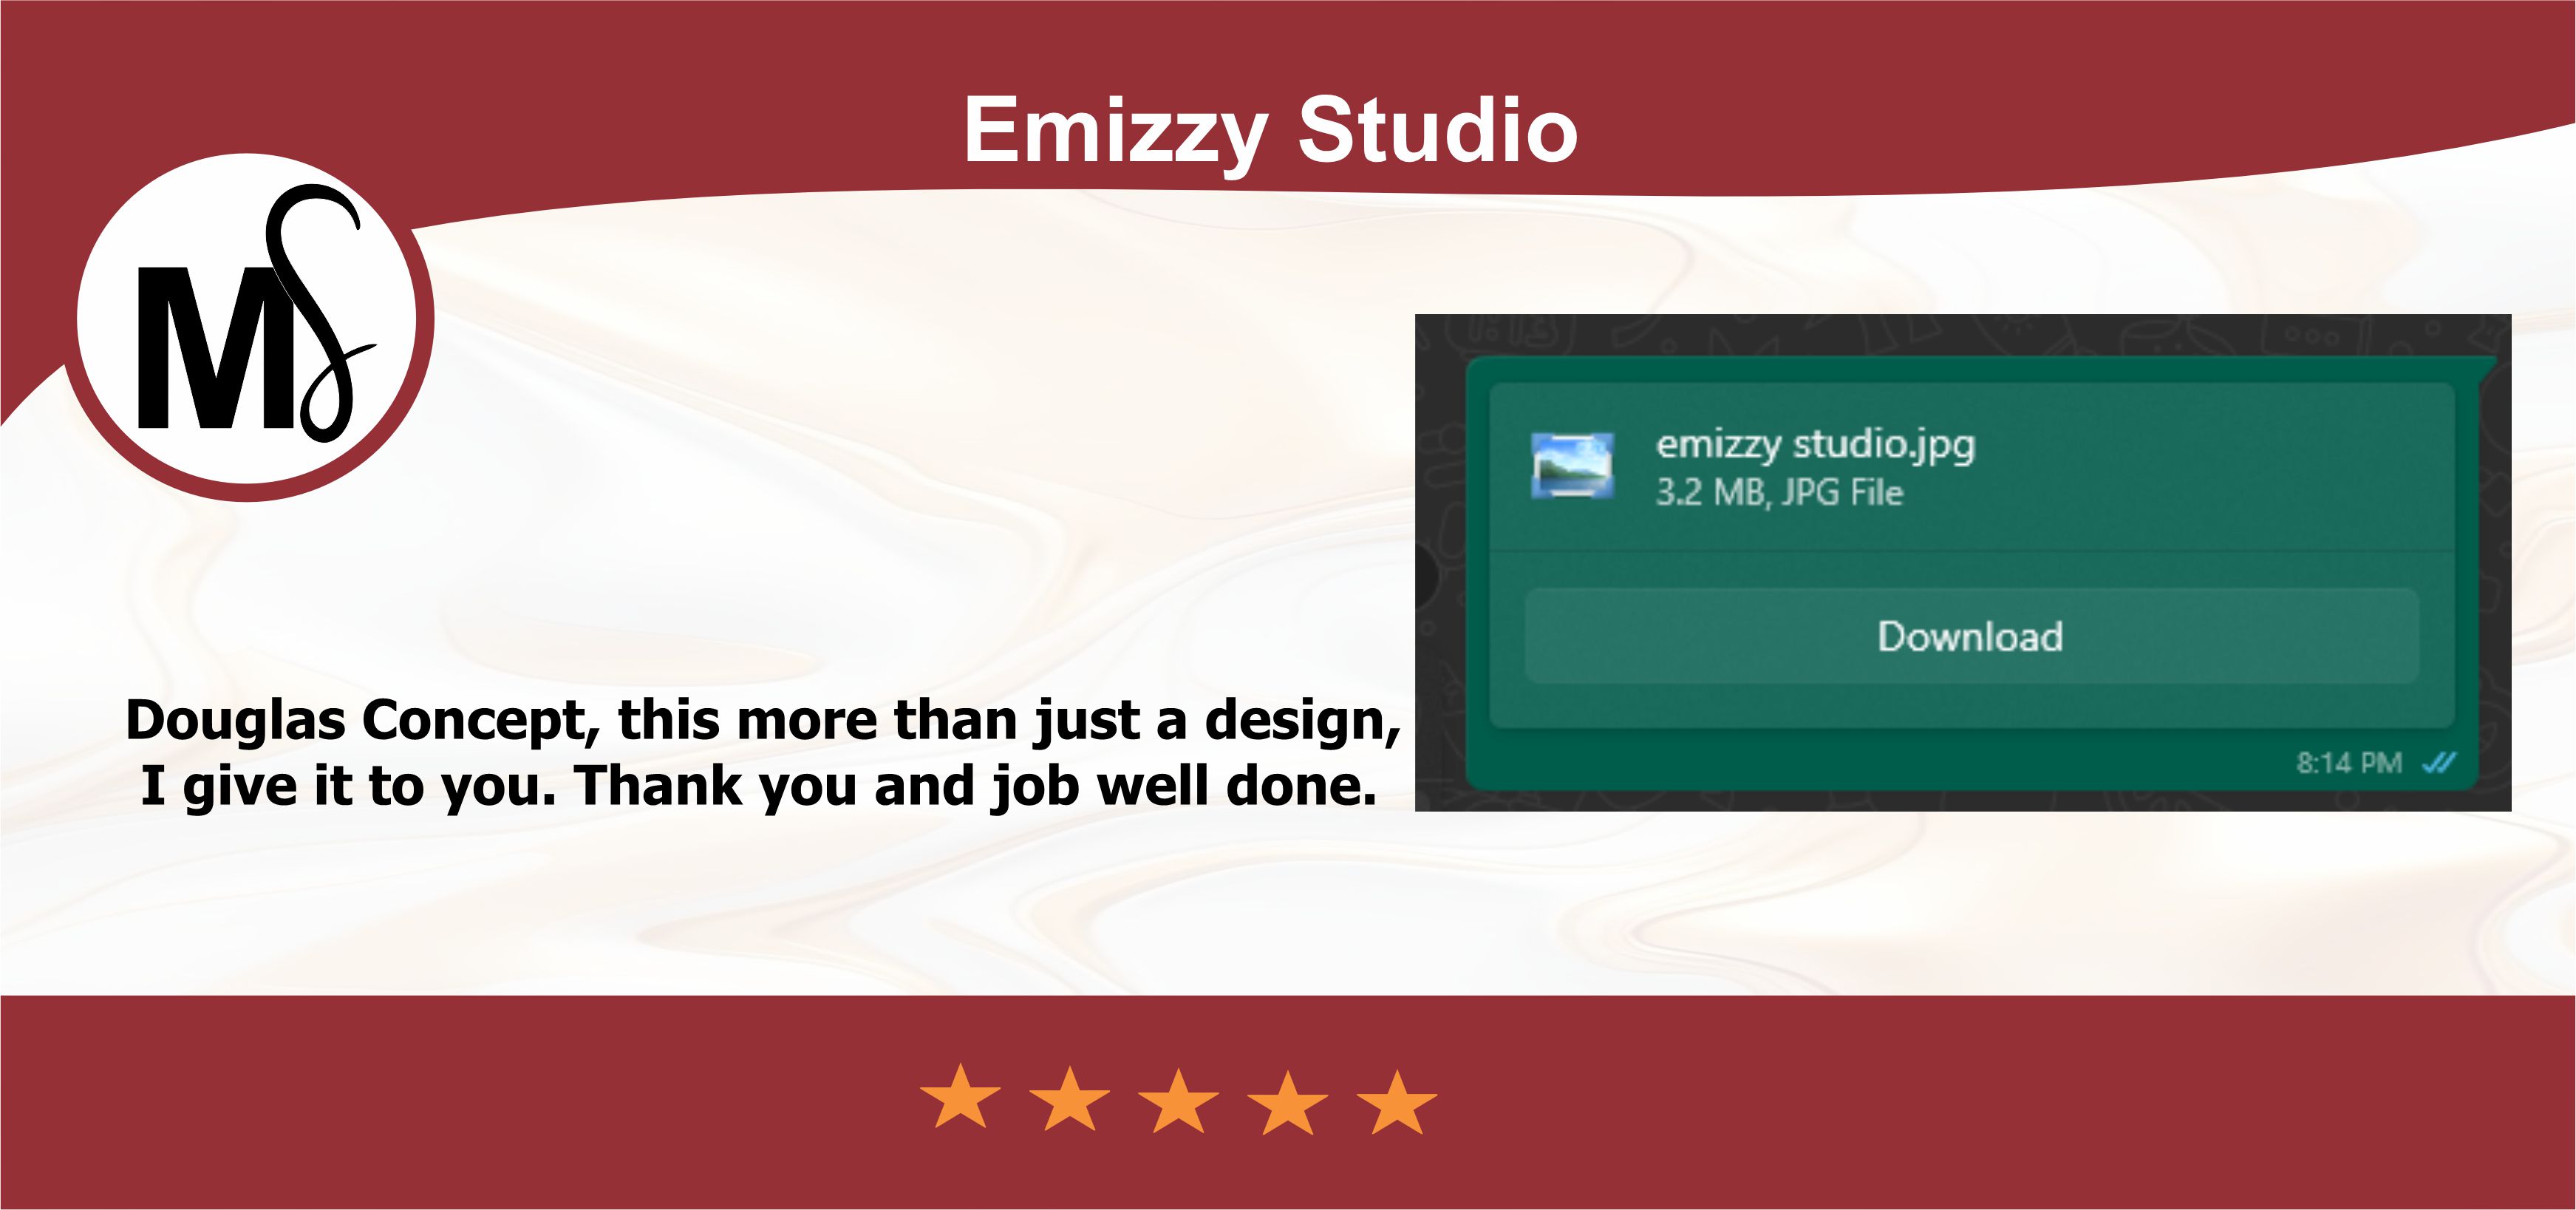 Emizzy Studio
MS
emizzy studio.jpg
3.2 MB, JPG File
Download
8:14 PM
Douglas Concept, this more than just a design,
I give it to you. Thank you and job well done.